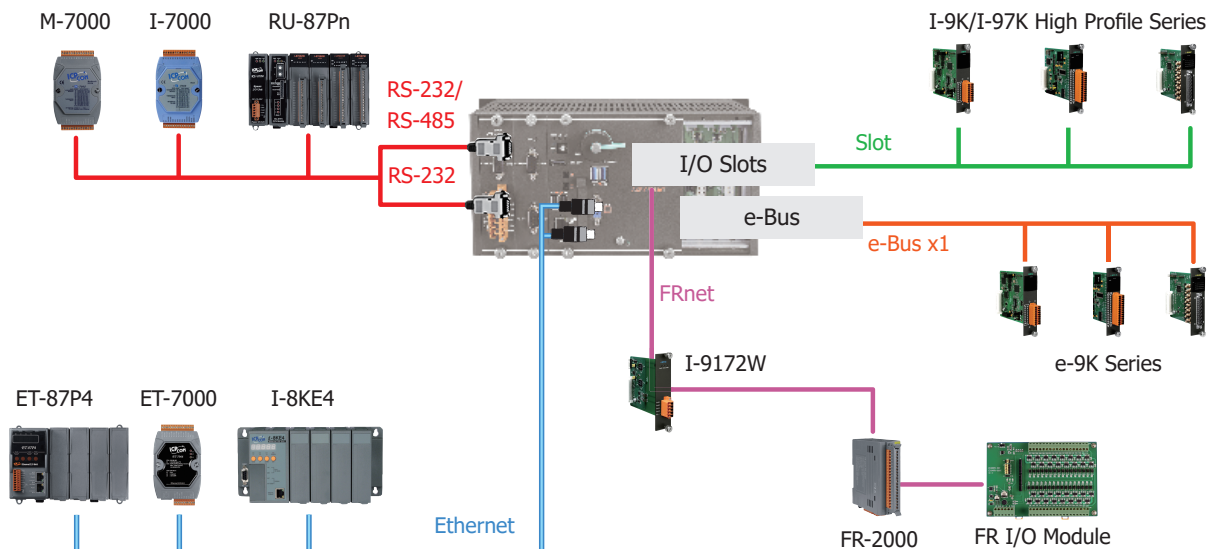 M-7000
I-7000
RU-87Pn
I-9K/I-97K High Profile Series
RS-232/
RS-485
RS-232
I/O Slots
Slot
e-Bus
e-Bus x1
FRnet
I-9172W
e-9K Series
ET-87P4
ET-7000
I-8KE4
Ethernet
FR-2000
FR I/O Module